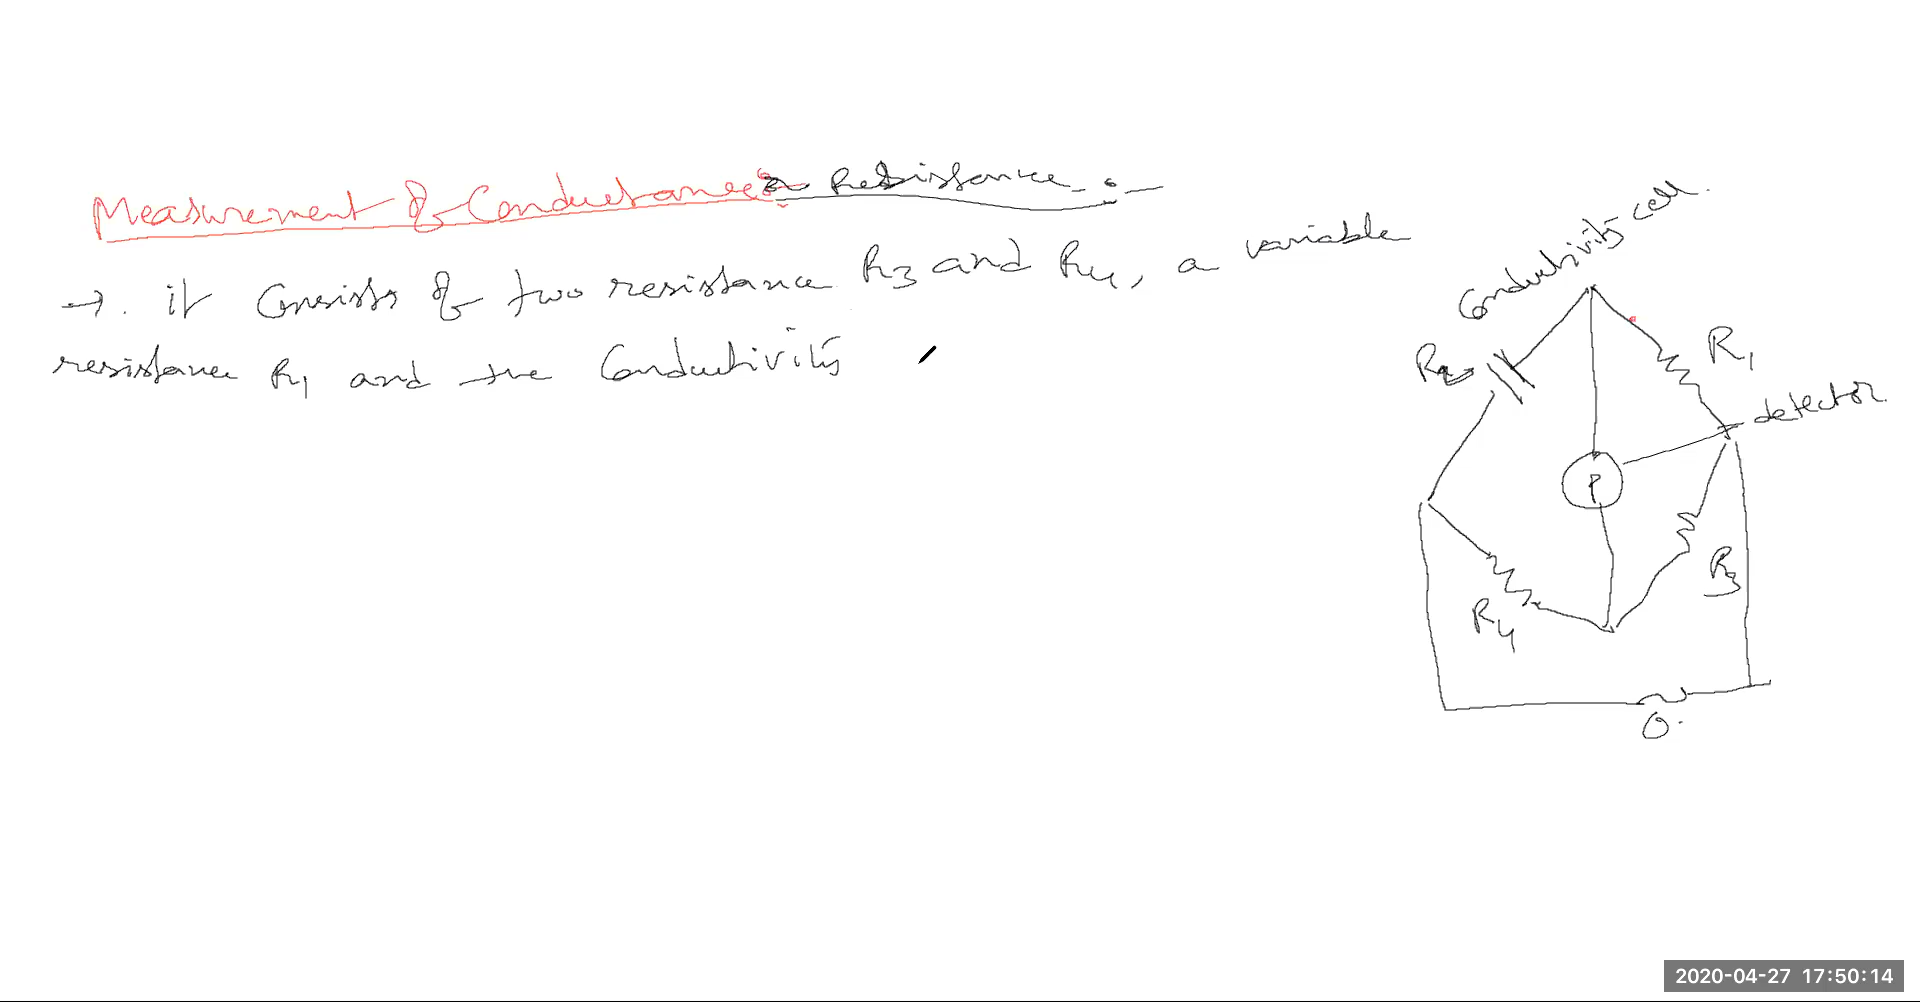 Measurement of Conductance Resistance :-
→. it consists of two resistance R3 and R4, a variable
resistance R1 and the Conductivity
Conductivity cell.
R1
R2
detector.
P
R3
R4
O.
2020-04-27 17:50:14